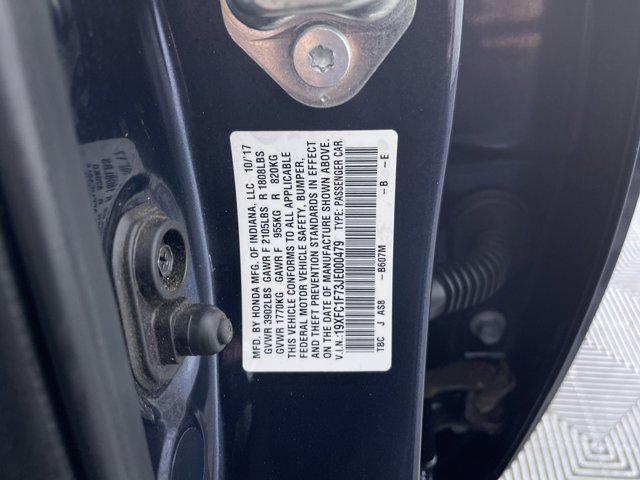 MFD. BY HONDA MFG. OF INDIANA, LLC 10/'17
GVWR 3902LBS GAWR F 2105LBS R 1808LBS
GVWR 1770KG GAWR F 955KG R 820KG
THIS VEHICLE CONFORMS TO ALL APPLICABLE
FEDERAL MOTOR VEHICLE SAFETY, BUMPER,
AND THEFT PREVENTION STANDARDS IN EFFECT
ON THE DATE OF MANUFACTURE SHOWN ABOVE.
V.I.N.:19XFC1F73JE000479 TYPE: PASSENGER CAR
TBC J AS8 -B607M -B -E